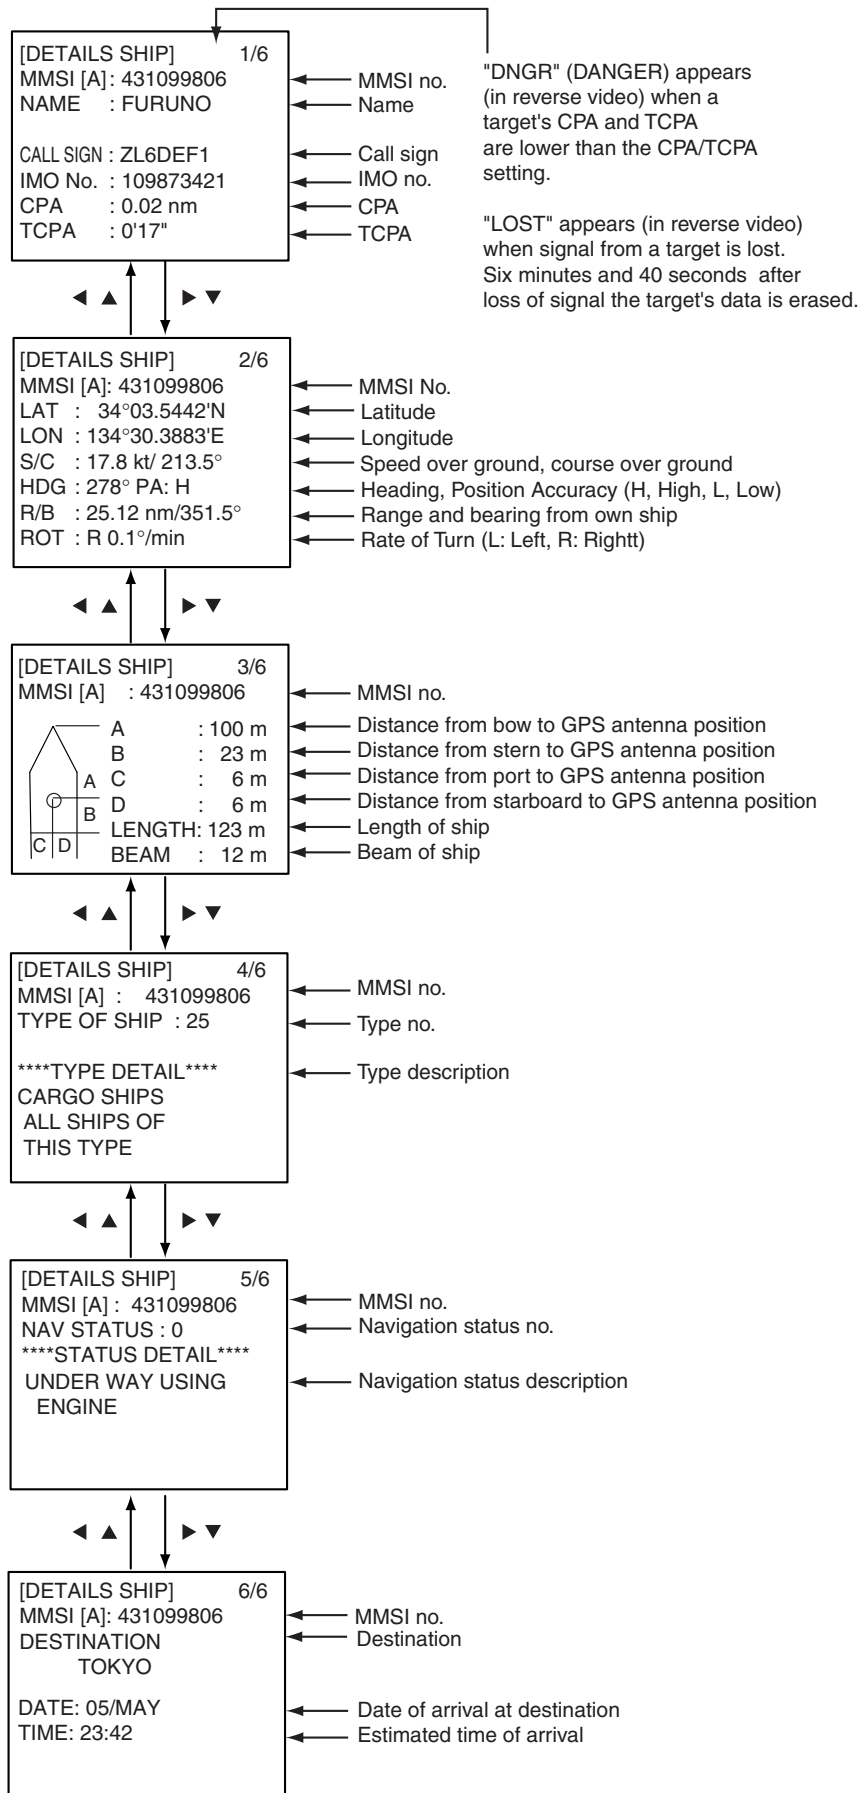 [DETAILS SHIP] 1/6
MMSI [A]: 431099806
NAME : FURUNO
CALL SIGN : ZL6DEF1
IMO No. : 109873421
CPA : 0.02 nm
TCPA : 0'17"
MMSI no.
Name
Call sign
IMO no.
CPA
TCPA
"DNGR" (DANGER) appears
(in reverse video) when a
target's CPA and TCPA
are lower than the CPA/TCPA
setting.
"LOST" appears (in reverse video)
when signal from a target is lost.
Six minutes and 40 seconds after
loss of signal the target's data is erased.
[DETAILS SHIP] 2/6
MMSI [A]: 431099806
LAT : 34°03.5442'N
LON : 134°30.3883'E
S/C : 17.8 kt/ 213.5°
HDG : 278° PA: H
R/B : 25.12 nm/351.5°
ROT : R 0.1°/min
MMSI No.
Latitude
Longitude
Speed over ground, course over ground
Heading, Position Accuracy (H, High, L, Low)
Range and bearing from own ship
Rate of Turn (L: Left, R: Rightt)
[DETAILS SHIP] 3/6
MMSI [A] : 431099806
A : 100 m
B : 23 m
C : 6 m
D : 6 m
LENGTH: 123 m
BEAM : 12 m
A
B
C D
MMSI no.
Distance from bow to GPS antenna position
Distance from stern to GPS antenna position
Distance from port to GPS antenna position
Distance from starboard to GPS antenna position
Length of ship
Beam of ship
[DETAILS SHIP] 4/6
MMSI [A] : 431099806
TYPE OF SHIP : 25
****TYPE DETAIL****
CARGO SHIPS
ALL SHIPS OF
THIS TYPE
MMSI no.
Type no.
Type description
[DETAILS SHIP] 5/6
MMSI [A] : 431099806
NAV STATUS : 0
****STATUS DETAIL****
UNDER WAY USING
ENGINE
MMSI no.
Navigation status no.
Navigation status description
[DETAILS SHIP] 6/6
MMSI [A]: 431099806
DESTINATION
TOKYO
DATE: 05/MAY
TIME: 23:42
MMSI no.
Destination
Date of arrival at destination
Estimated time of arrival